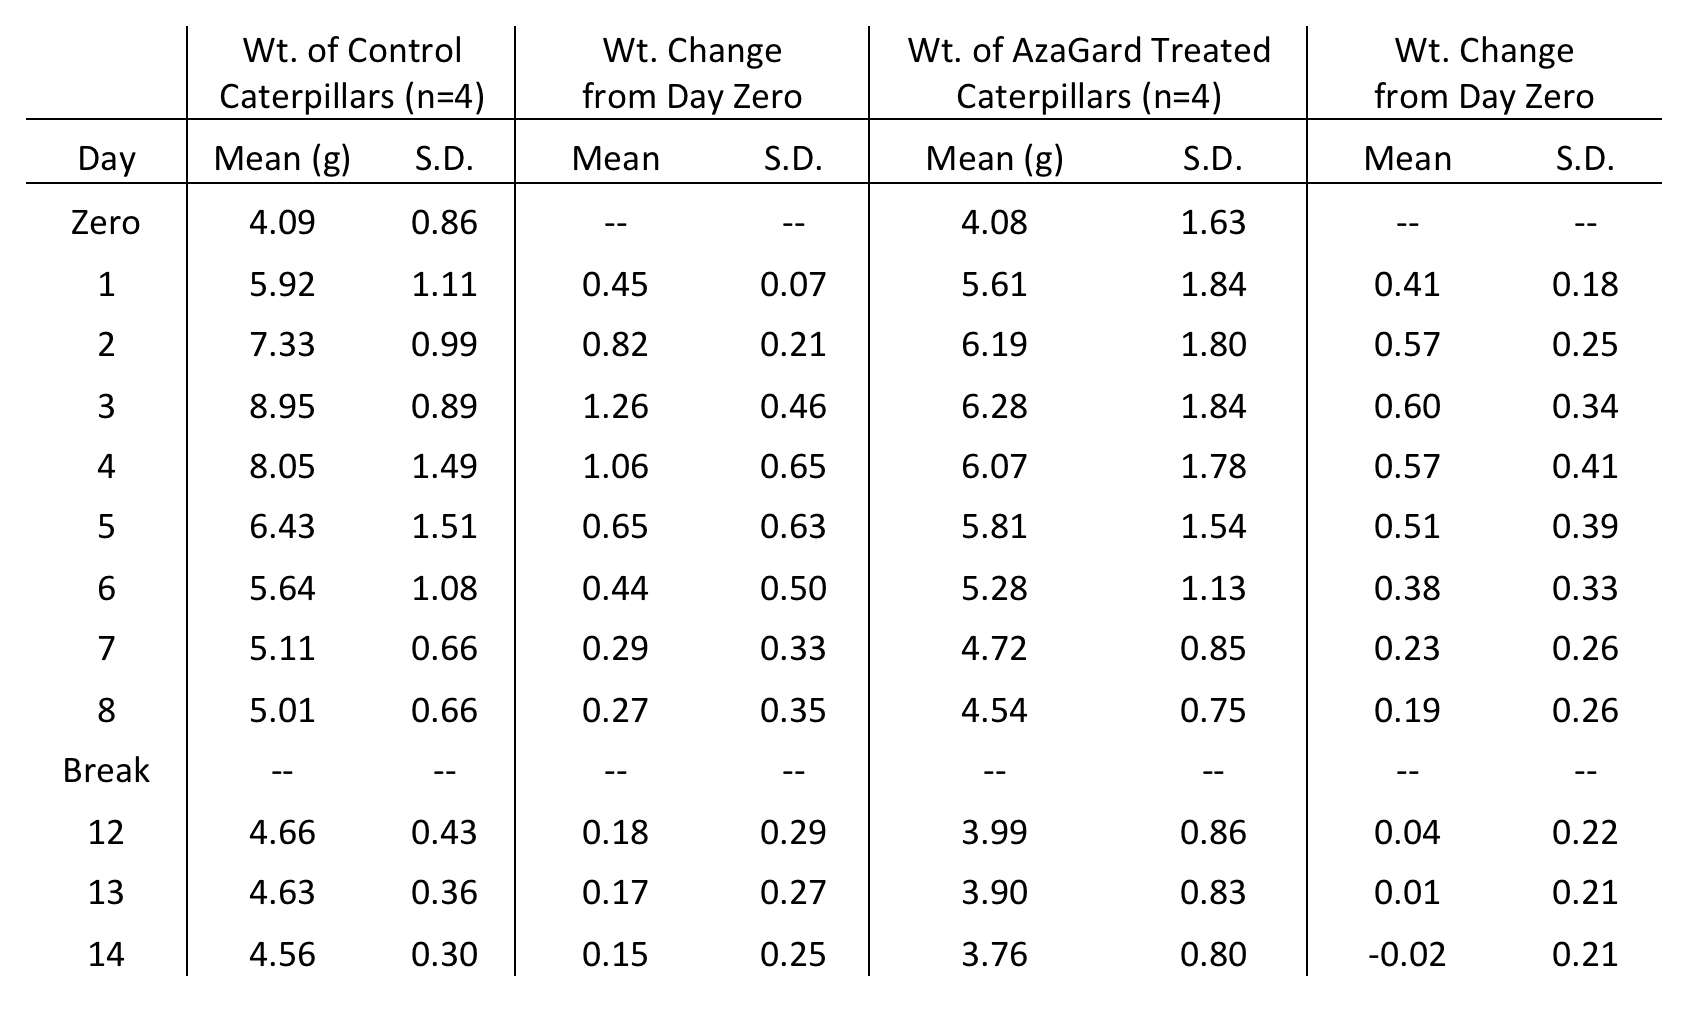 Wt. of Control Wt. Change Wt. of AzaGard Treated Wt. Change
Caterpillars (n=4) from Day Zero Caterpillars (n=4) from Day Zero
Day Mean (g) S.D. Mean S.D. Mean (g) S.D. Mean S.D.
Zero 4.09 0.86 -- -- 4.08 1.63 -- --
1 5.92 1.11 0.45 0.07 5.61 1.84 0.41 0.18
2 7.33 0.99 0.82 0.21 6.19 1.80 0.57 0.25
3 8.95 0.89 1.26 0.46 6.28 1.84 0.60 0.34
4 8.05 1.49 1.06 0.65 6.07 1.78 0.57 0.41
5 6.43 1.51 0.65 0.63 5.81 1.54 0.51 0.39
6 5.64 1.08 0.44 0.50 5.28 1.13 0.38 0.33
7 5.11 0.66 0.29 0.33 4.72 0.85 0.23 0.26
8 5.01 0.66 0.27 0.35 4.54 0.75 0.19 0.26
Break -- -- -- -- -- -- -- --
12 4.66 0.43 0.18 0.29 3.99 0.86 0.04 0.22
13 4.63 0.36 0.17 0.27 3.90 0.83 0.01 0.21
14 4.56 0.30 0.15 0.25 3.76 0.80 -0.02 0.21